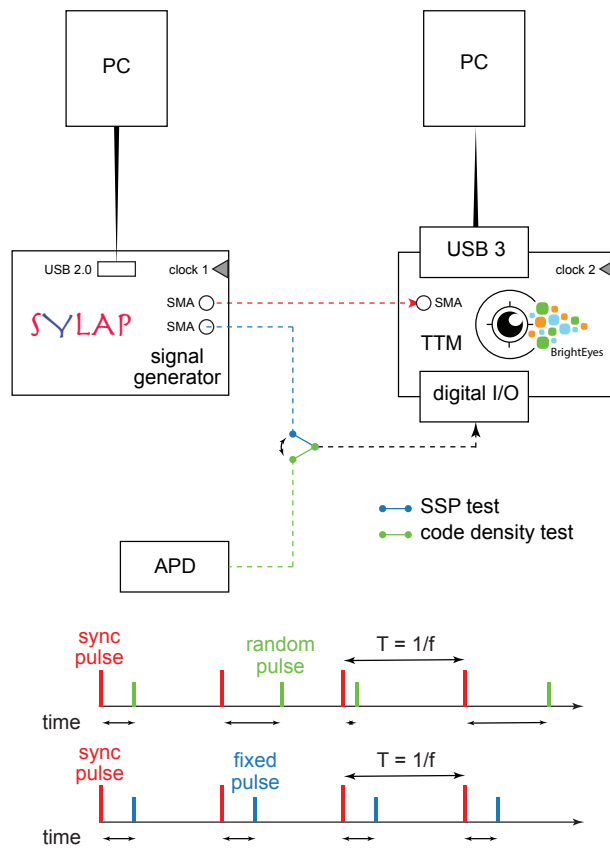 PC
PC
USB 2.0
clock 1
SMA
SMA
SYLAP
signal
generator
USB 3
clock 2
SMA
TTM
BrightEyes
digital I/O
SSP test
code density test
APD
sync
pulse
random
pulse
T = 1/f
time
sync
pulse
fixed
pulse
T = 1/f
time